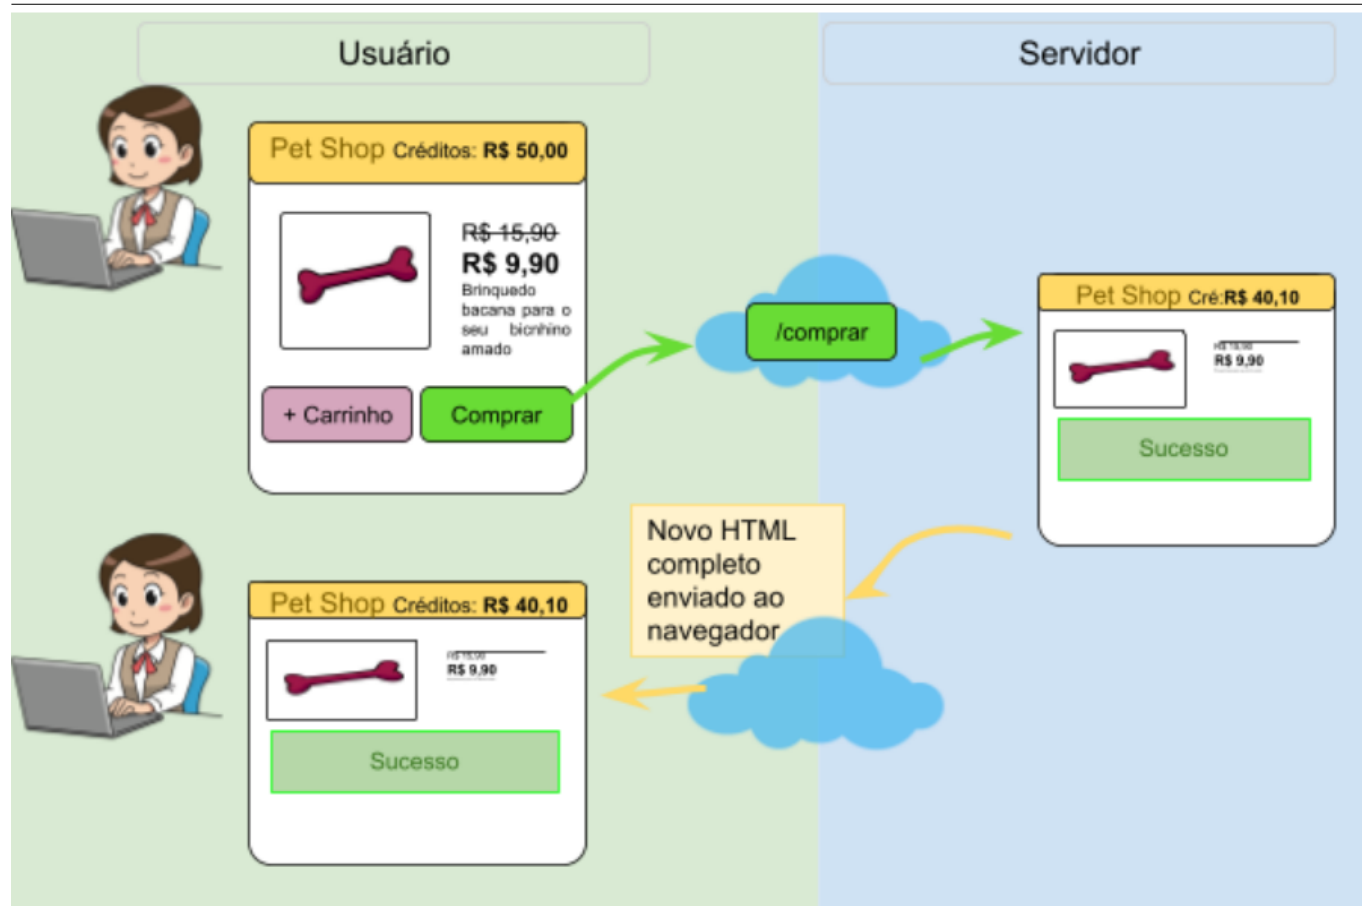 Usuário
Servidor
Pet Shop Créditos: R$ 50,00
R$ 15,90
R$ 9,90
Brinquedo
bacana para o
seu bicnhino
amado
+ Carrinho
Comprar
/comprar
Pet Shop Cré:R$ 40,10
R$ 9,90
Sucesso
Novo HTML
completo
enviado ao
navegador
Pet Shop Créditos: R$ 40,10
R$ 9,90
Sucesso